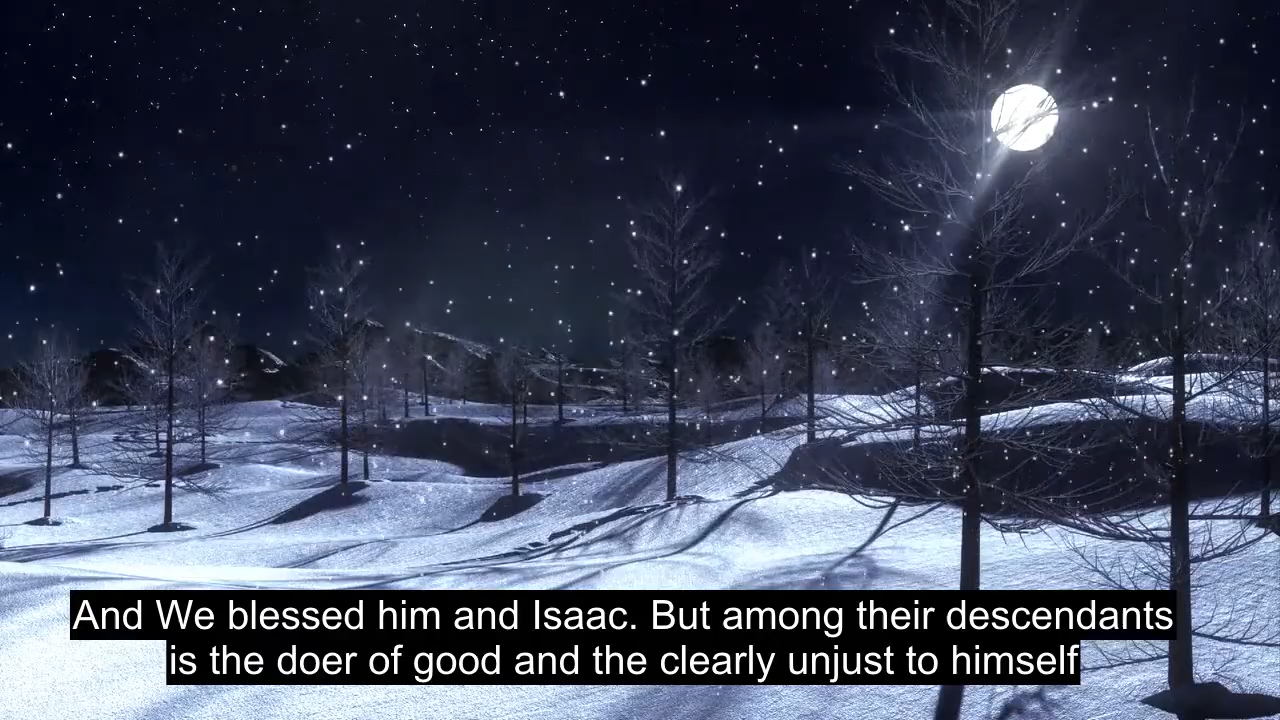 And We blessed him and Isaac. But among their descendants
is the doer of good and the clearly unjust to himself